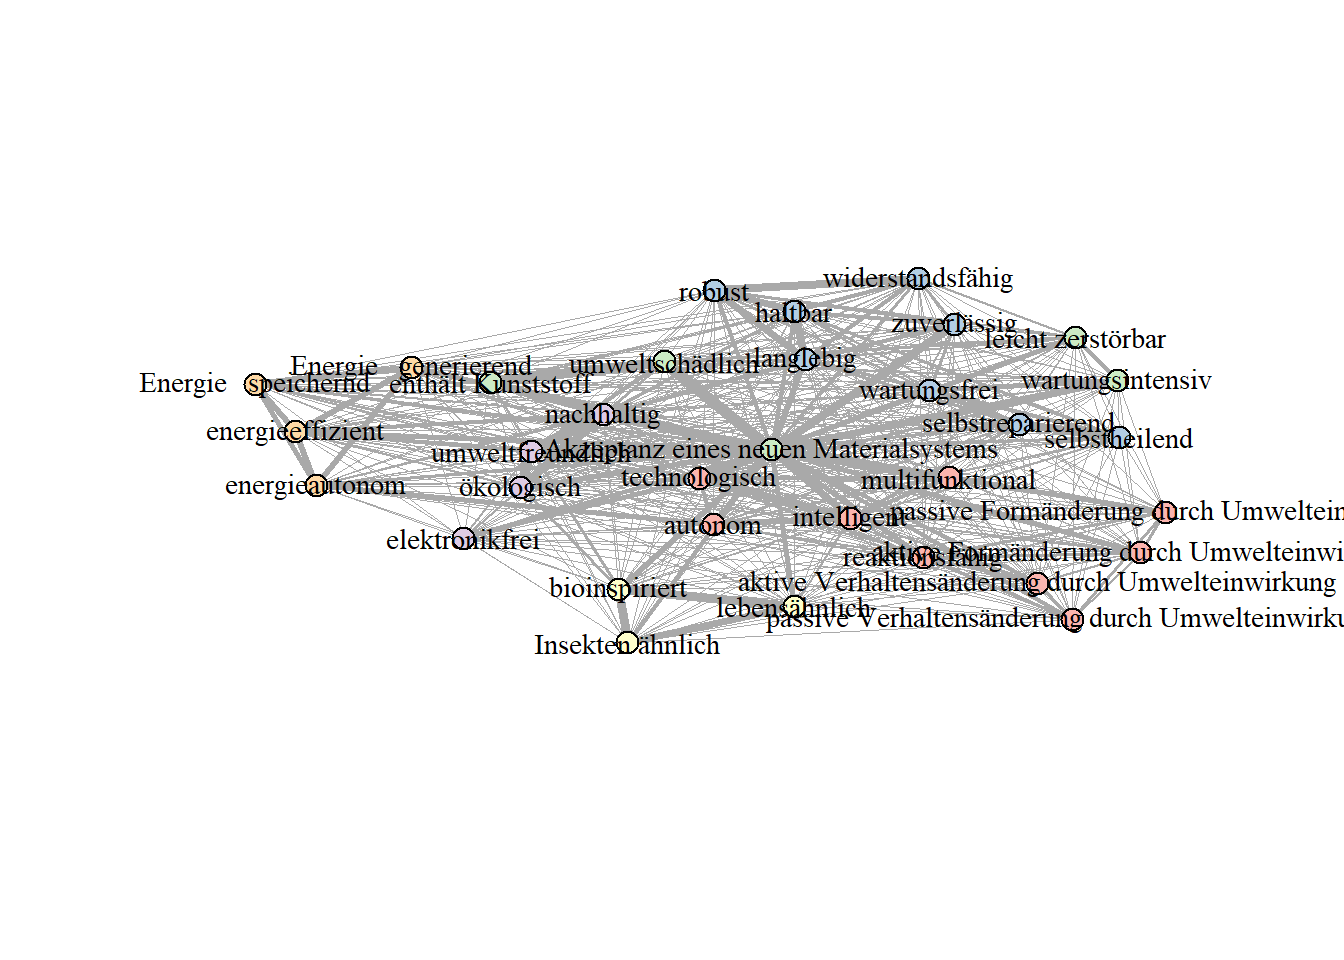 widerstandsfähig
robust
haltbar
zuverlässig
leicht zerstörbar
umweltschädlich
langlebig
Energie generierend
Energie speichernd
enthält Kunststoff
wartungsfrei
wartungsintensiv
nachhaltig
selbstreparierend
selbstheilend
energieeffizient
umweltfreundlich
Akzeptanz eines neuen Materialsystems
technologisch
multifunktional
energieautonom
ökologisch
autonom
intelligent
passive Formänderung durch Umweltein
elektronikfrei
reaktionsfähig
aktive Formänderung durch Umwelteinwi
bioinspiriert
aktive Verhaltensänderung durch Umwelteinwirkung
lebensähnlich
passive Verhaltensänderung durch Umwelteinwirku
Insekten ähnlich